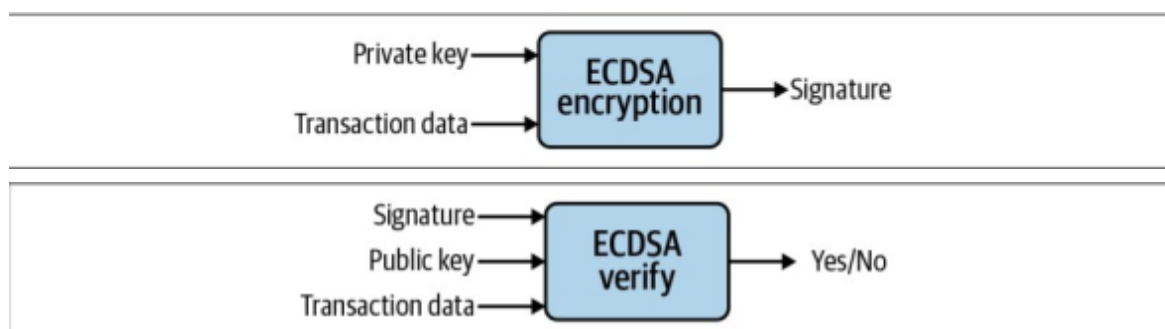 Private key
ECDSA
encryption
Signature
Transaction data
Signature
Public key
ECDSA
verify
Yes/No
Transaction data